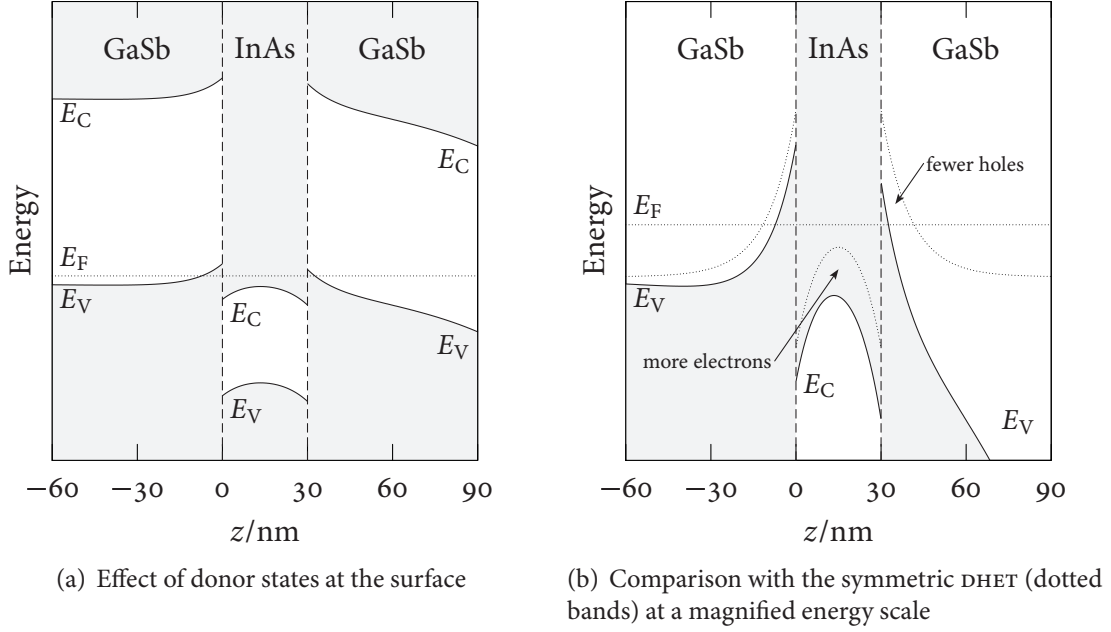 GaSb InAs GaSb
E_C
E_C
E_F
E_V
E_C
E_V
E_V
Energy
−60 −30 0 30 60 90
z/nm
(a) Effect of donor states at the surface
GaSb InAs GaSb
fewer holes
E_F
E_V
more electrons
E_C
E_V
Energy
−60 −30 0 30 60 90
z/nm
(b) Comparison with the symmetric DHET (dotted
bands) at a magnified energy scale